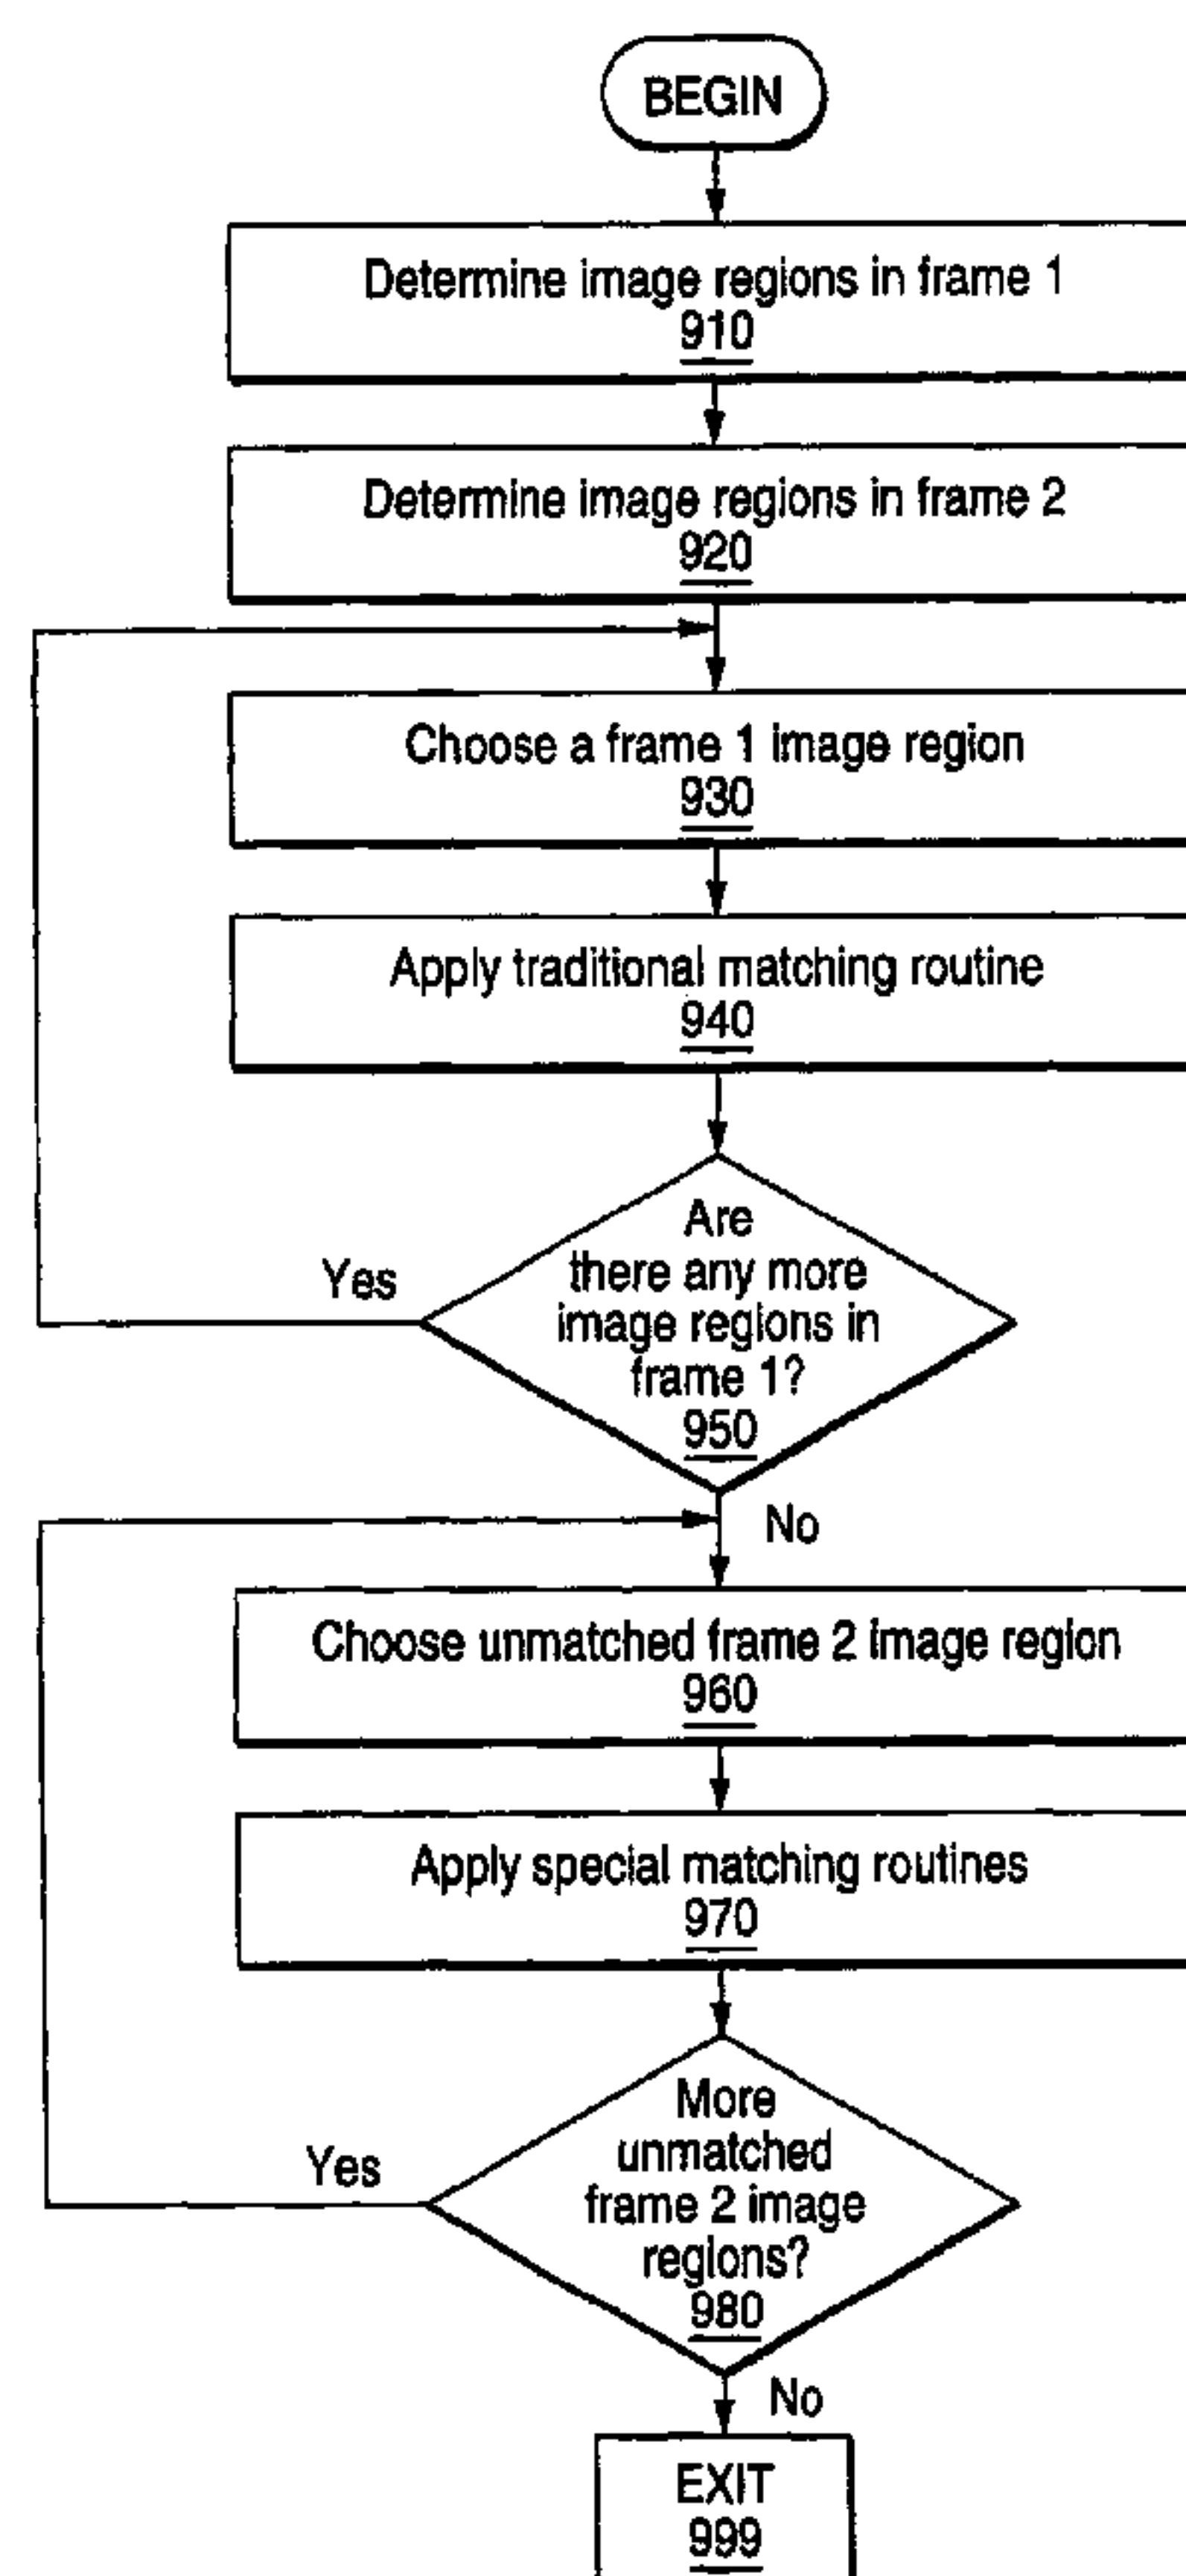 BEGIN
Determine image regions in frame 1
910
Determine image regions in frame 2
920
Choose a frame 1 image region
930
Apply traditional matching routine
940
Are
there any more
image regions in
frame 1?
950
Yes
No
Choose unmatched frame 2 image region
960
Apply special matching routines
970
More
unmatched
frame 2 image
regions?
980
Yes
No
EXIT
999